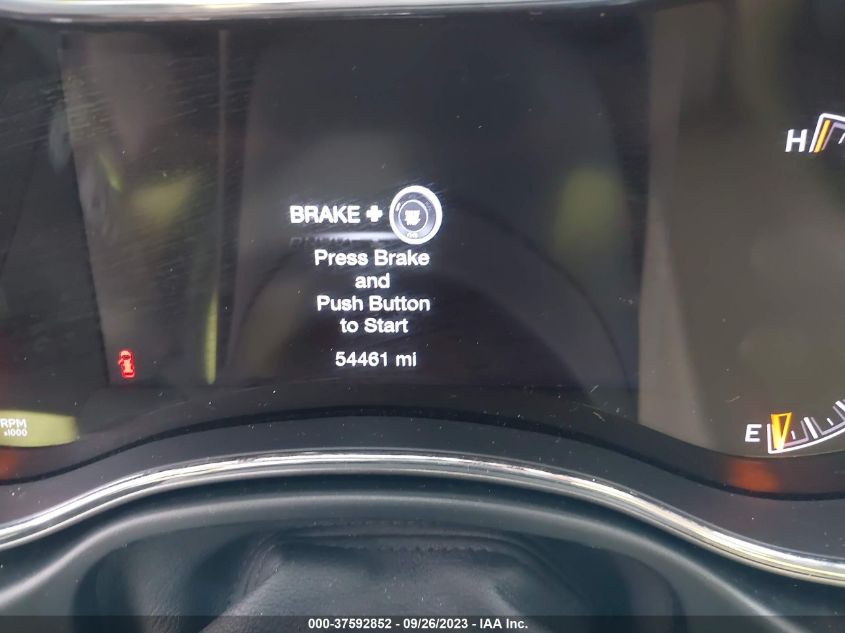 H
BRAKE +
Press Brake
and
Push Button
to Start
54461 mi
RPM
x1000
E
000-37592852 - 09/26/2023 - IAA Inc.